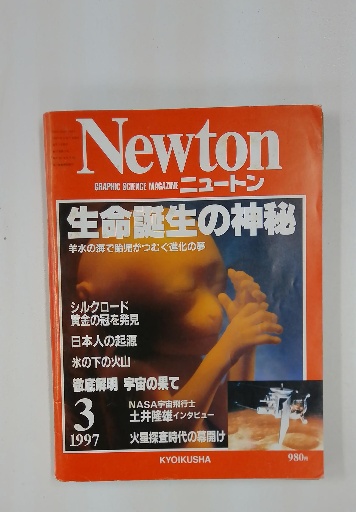 Newton
GRAPHIC SCIENCE MAGAZINE ニュートン
生命誕生の神秘
羊水の海で胎児がつむぐ進化の夢
シルクロード
黄金の冠を発見
日本人の起源
氷の下の火山
徹底解明 宇宙の果て
3
1997
NASA宇宙飛行士
土井隆雄インタビュー
火星探査時代の幕開け
KYOIKUSHA
980円